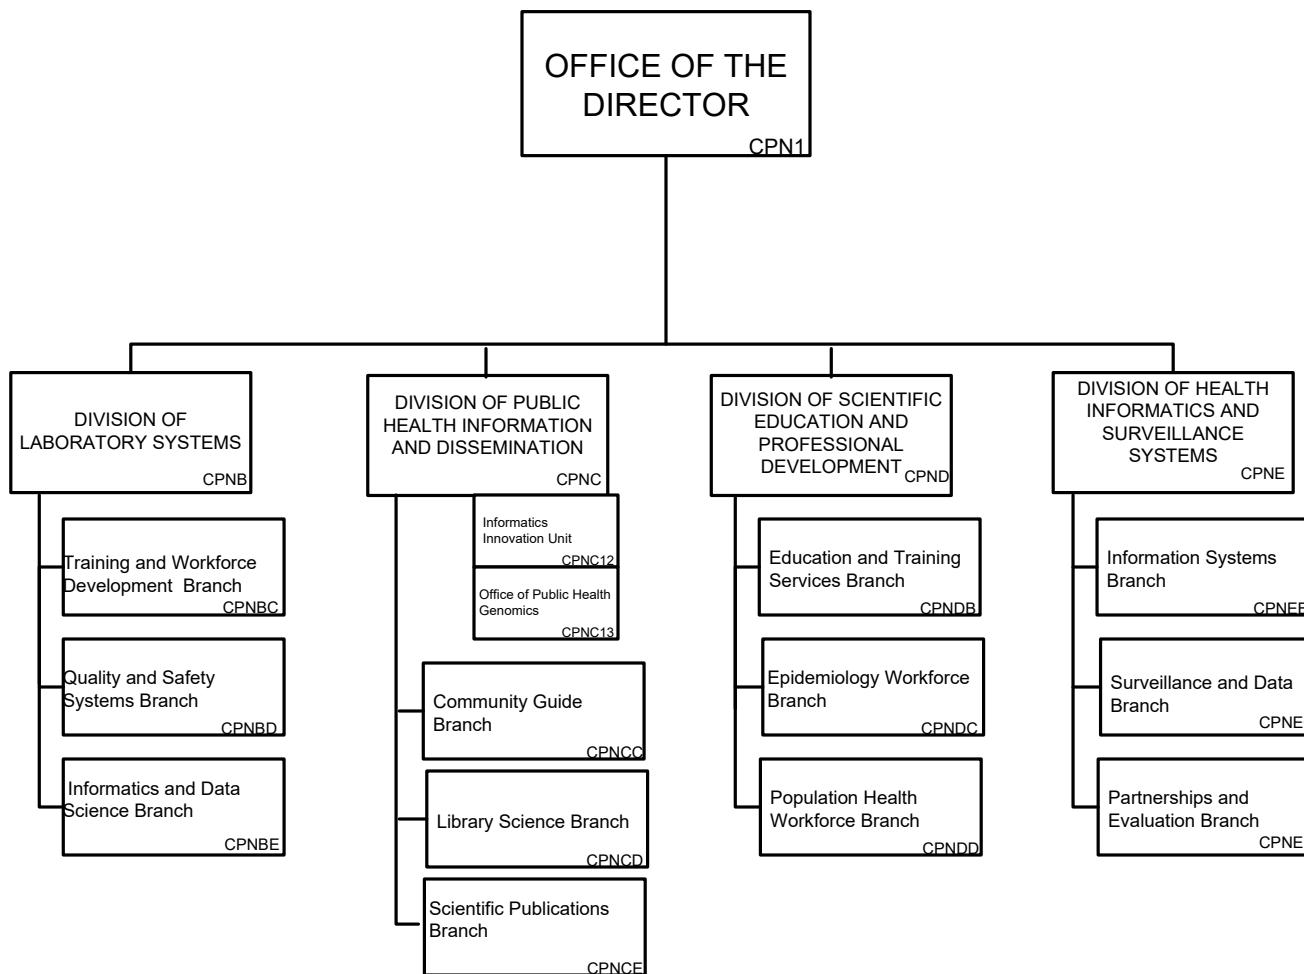 OFFICE OF THE
DIRECTOR
CPN1
DIVISION OF
LABORATORY SYSTEMS
CPNB
Training and Workforce
Development Branch
CPNBC
Quality and Safety
Systems Branch
CPNBD
Informatics and Data
Science Branch
CPNBE
DIVISION OF PUBLIC
HEALTH INFORMATION
AND DISSEMINATION
CPNC
Informatics
Innovation Unit
CPNC12
Office of Public Health
Genomics
CPNC13
Community Guide
Branch
CPNCC
Library Science Branch
CPNCD
Scientific Publications
Branch
CPNCE
DIVISION OF SCIENTIFIC
EDUCATION AND
PROFESSIONAL
DEVELOPMENT
CPND
Education and Training
Services Branch
CPNDB
Epidemiology Workforce
Branch
CPNDC
Population Health
Workforce Branch
CPNDD
DIVISION OF HEALTH
INFORMATICS AND
SURVEILLANCE
SYSTEMS
CPNE
Information Systems
Branch
Surveillance and Data
Branch
CPNE
Partnerships and
Evaluation Branch
CPNE